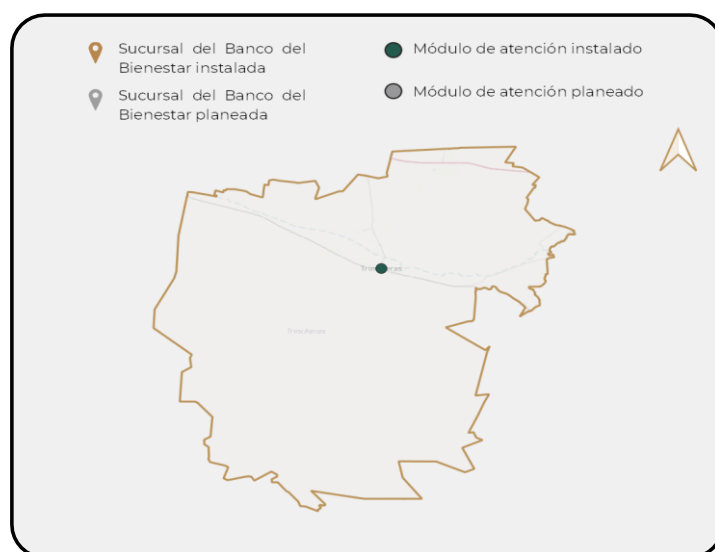 Sucursal del Banco del
Bienestar instalada
Sucursal del Banco del
Bienestar planeada
Módulo de atención instalado
Módulo de atención planeado
Trincheras